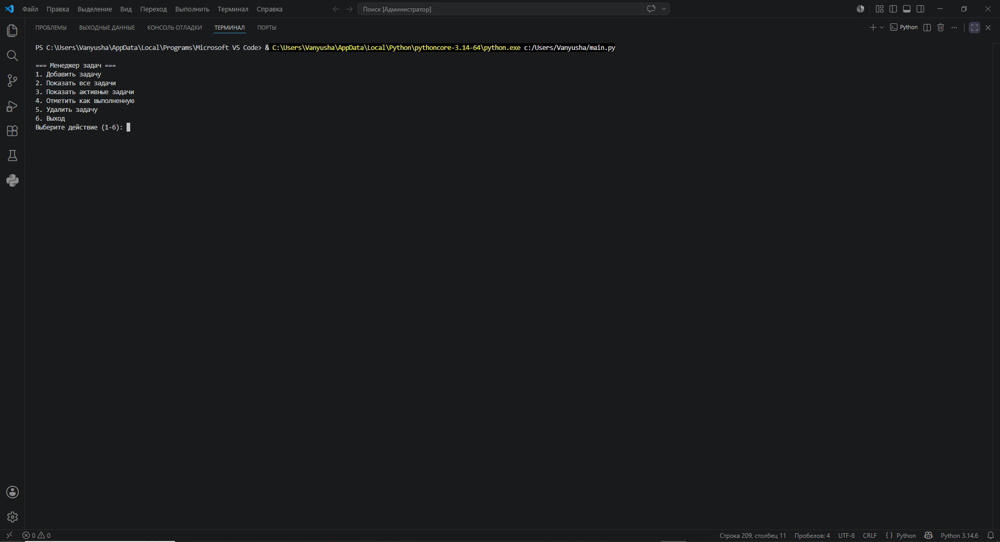 Файл Правка Выделение Вид Переход Выполнить Терминал Справка Поиск [Администратор]
ПРОБЛЕМЫ ВЫХОДНЫЕ ДАННЫЕ КОНСОЛЬ ОТЛАДКИ ТЕРМИНАЛ ПОРТЫ Python
PS C:\Users\Vanyusha\AppData\Local\Programs\Microsoft VS Code> & C:\Users\Vanyusha\AppData\Local\Python\pythoncore-3.14-64\python.exe c:/Users/Vanyusha/main.py
=== Менеджер задач ===
1. Добавить задачу
2. Показать все задачи
3. Показать активные задачи
4. Отметить как выполненную
5. Удалить задачу
6. Выход
Выберите действие (1-6):
0 0 Строка 209, столбец 11 Пробелов: 4 UTF-8 CRLF { } Python Python 3.14.6